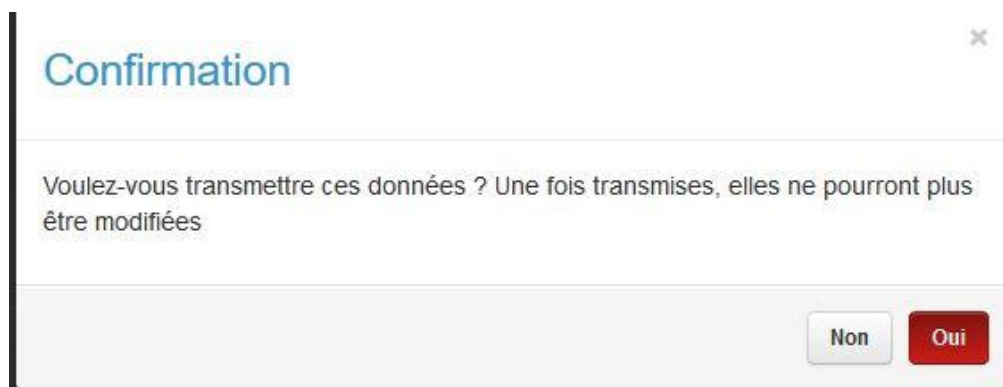 Confirmation
Voulez-vous transmettre ces données ? Une fois transmises, elles ne pourront plus
être modifiées
Non Oui